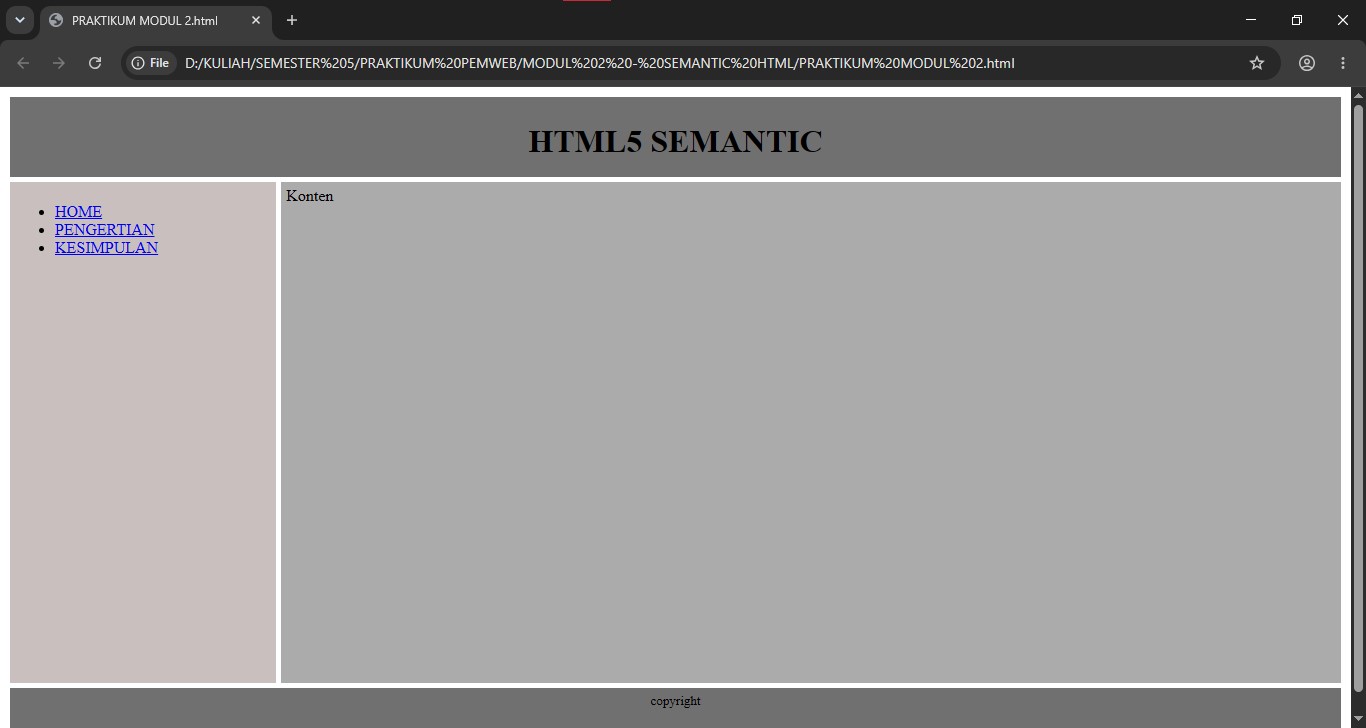 PRAKTIKUM MODUL 2.html
File
D:/KULIAH/SEMESTER%205/PRAKTIKUM%20PEMWEB/MODUL%202%20-%20SEMANTIC%20HTML/PRAKTIKUM%20MODUL%202.html
HTML5 SEMANTIC
HOME
PENGERTIAN
KESIMPULAN
Konten
copyright